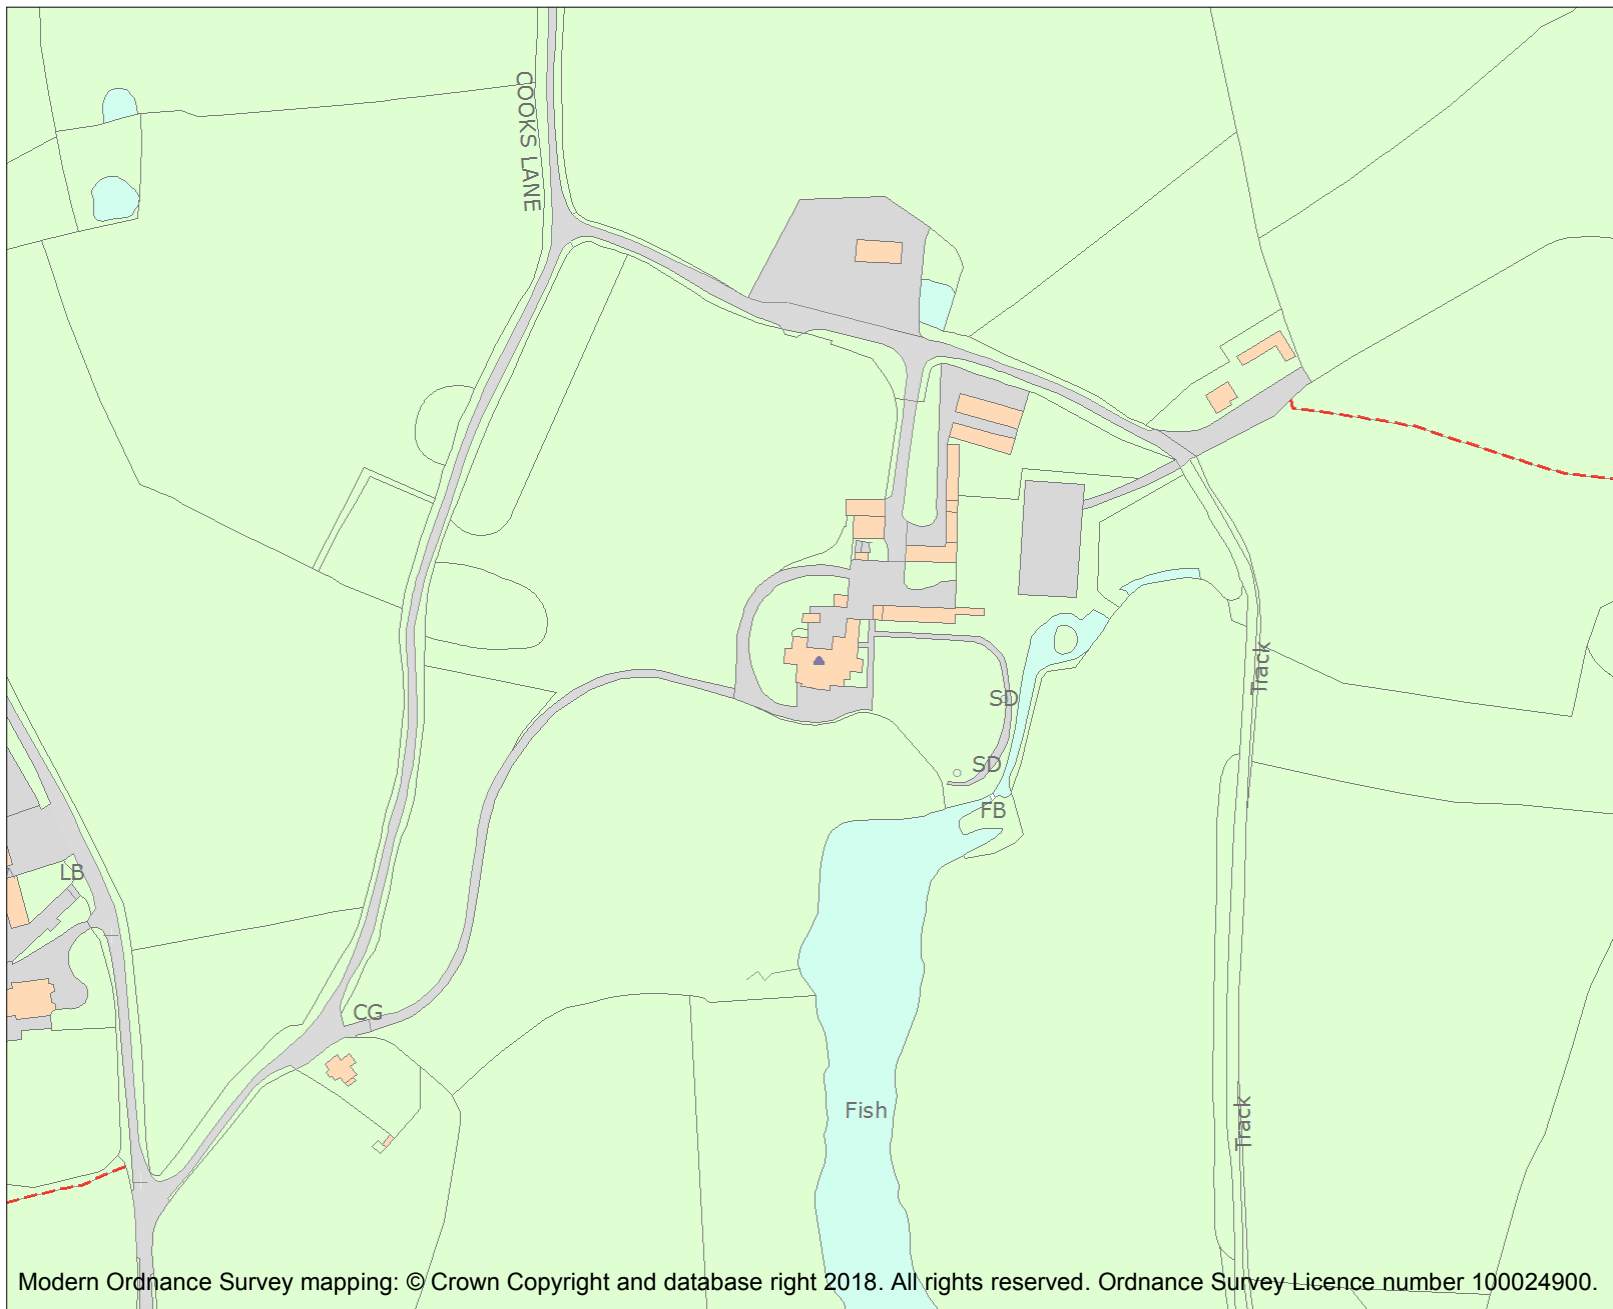 COOKS LANE
Track
SD
SD
FB
LB
CG
Fish
Track
Modern Ordnance Survey mapping: © Crown Copyright and database right 2018. All rights reserved. Ordnance Survey Licence number 100024900.